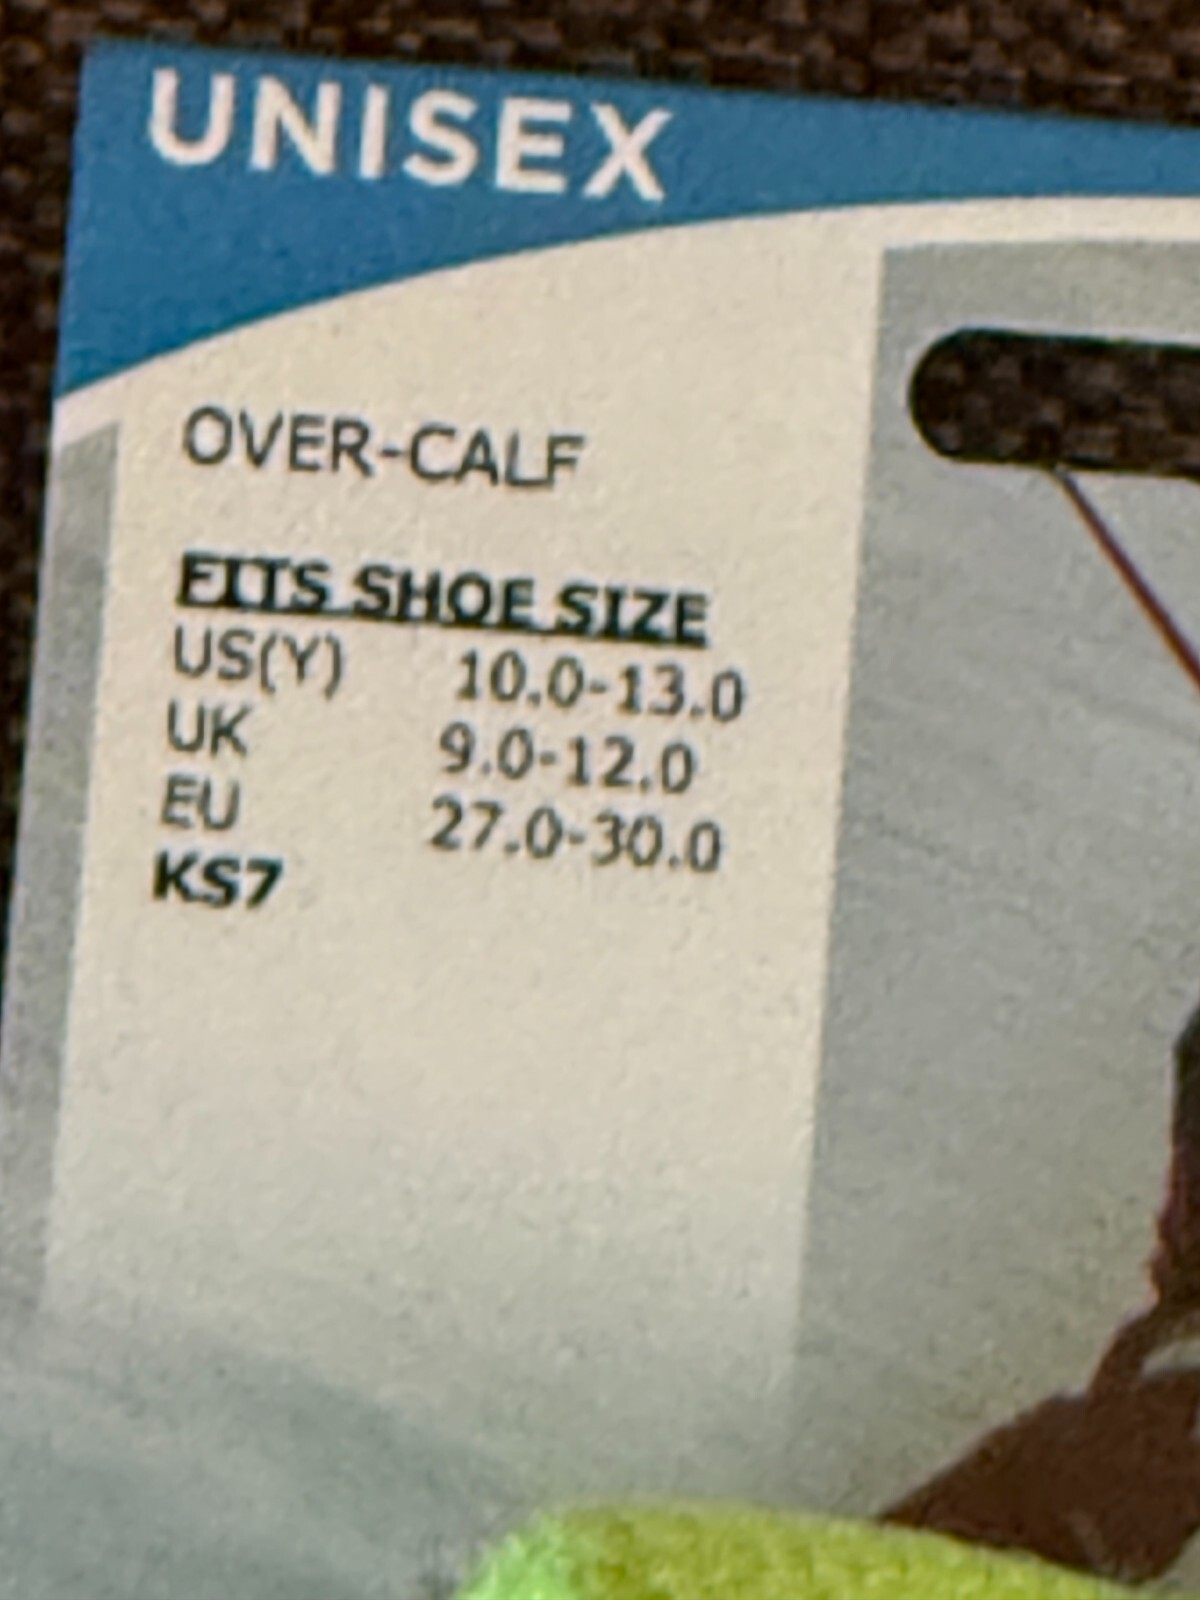 UNISEX
OVER-CALF
FITS SHOE SIZE
US(Y) 10.0-13.0
UK 9.0-12.0
EU 27.0-30.0
KS7